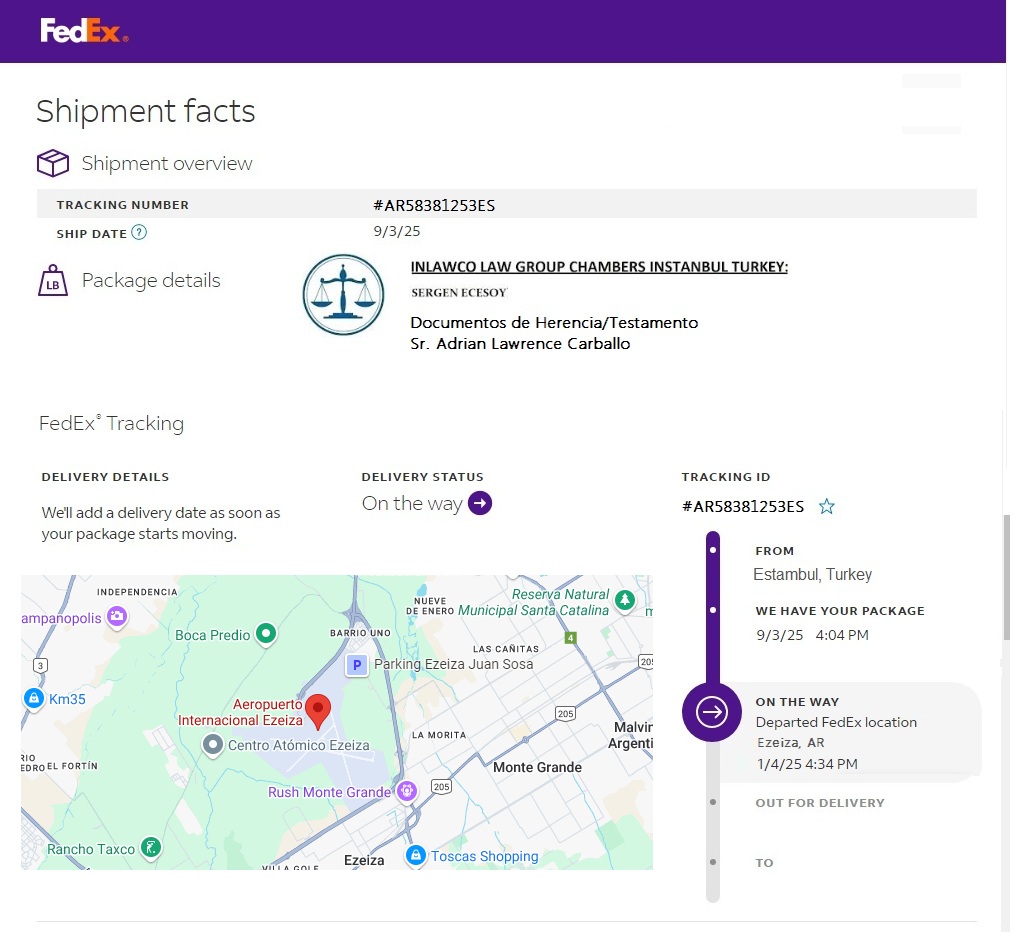 FedEx®
Shipment facts
Shipment overview
TRACKING NUMBER #AR58381253ES
SHIP DATE ? 9/3/25
LB Package details
INLAWCO LAW GROUP CHAMBERS INSTANBUL TURKEY:
SERGEN ECESOY
Documentos de Herencia/Testamento
Sr. Adrian Lawrence Carballo
FedEx® Tracking
DELIVERY DETAILS
We'll add a delivery date as soon as
your package starts moving.
DELIVERY STATUS
On the way
TRACKING ID
#AR58381253ES
FROM
Estambul, Turkey
WE HAVE YOUR PACKAGE
9/3/25 4:04 PM
ON THE WAY
Departed FedEx location
Ezeiza, AR
1/4/25 4:34 PM
OUT FOR DELIVERY
TO
INDEPENDENCIA
ampanopolis
Boca Predio
NUEVE
DE ENERO
Reserva Natural
Municipal Santa Catalina
m
BARRIO UNO
4
LAS CAÑITAS
3
P
Parking Ezeiza Juan Sosa
205
Km35
Aeropuerto
Internacional Ezeiza
205
Centro Atómico Ezeiza
LA MORITA
Malvin
Argenti
RIO
EDRO
EL FORTÍN
Monte Grande
Rush Monte Grande
205
Rancho Taxco
Ezeiza
Toscas Shopping
VILLA GOLF